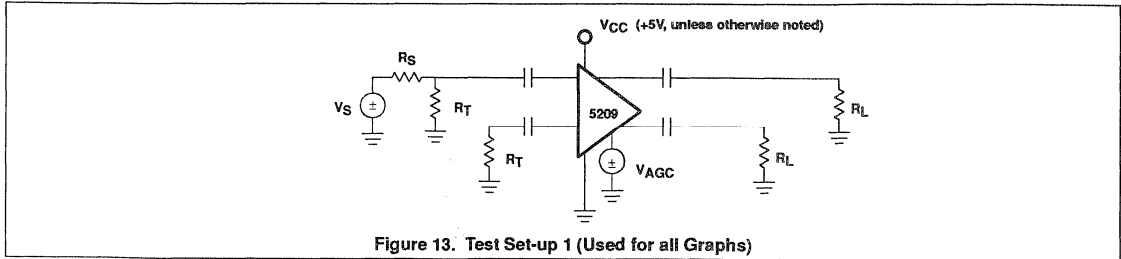 VCC (+5V, unless otherwise noted)
RS
VS
RT
5209
RL
RT
VAGC
RL
Figure 13. Test Set-up 1 (Used for all Graphs)